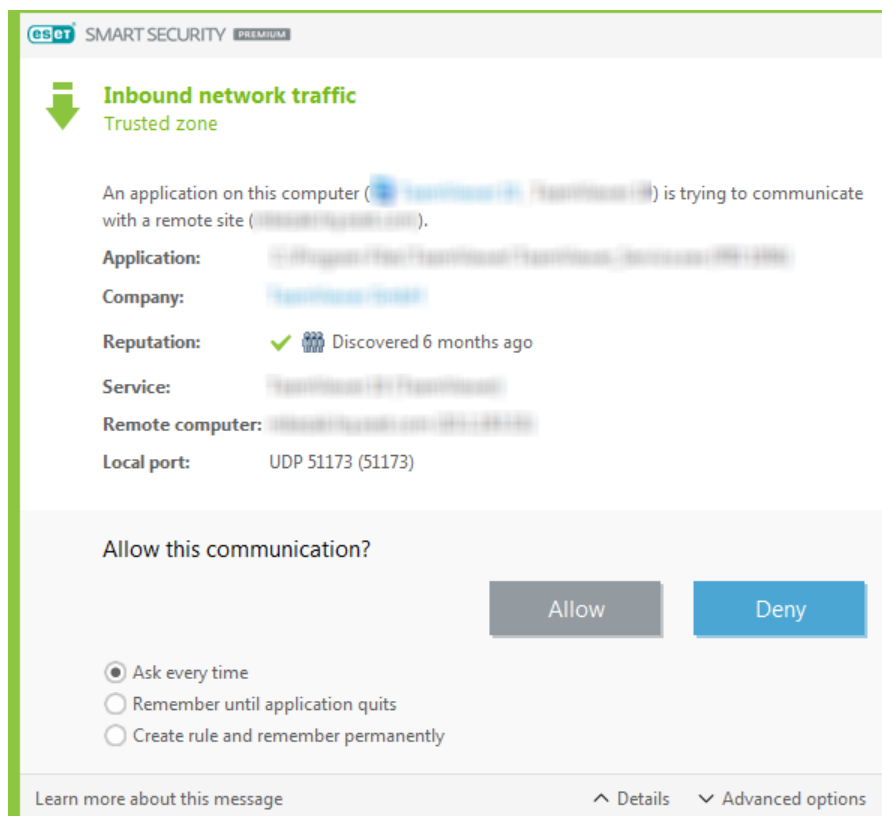 eset SMART SECURITY PREMIUM
Inbound network traffic
Trusted zone
An application on this computer ( ) is trying to communicate
with a remote site ( ).
Application:
Company:
Reputation: Discovered 6 months ago
Service:
Remote computer:
Local port: UDP 51173 (51173)
Allow this communication?
Allow Deny
Ask every time
Remember until application quits
Create rule and remember permanently
Learn more about this message Details Advanced options